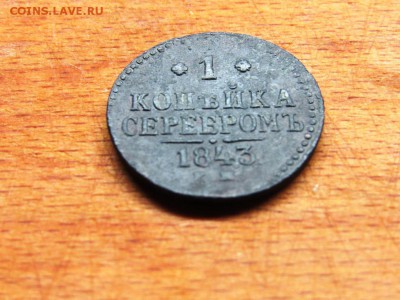 COINS.LAVE.RU
1
КОПѢЙКА
СЕРЕБРОМЪ
1843